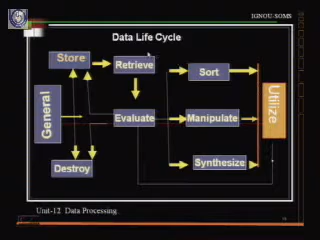 IGNOU-SOMS
Data Life Cycle
Store
Retrieve
Sort
General
Evaluate
Manipulate
Utilize
Destroy
Synthesize
Unit-12 Data Processing